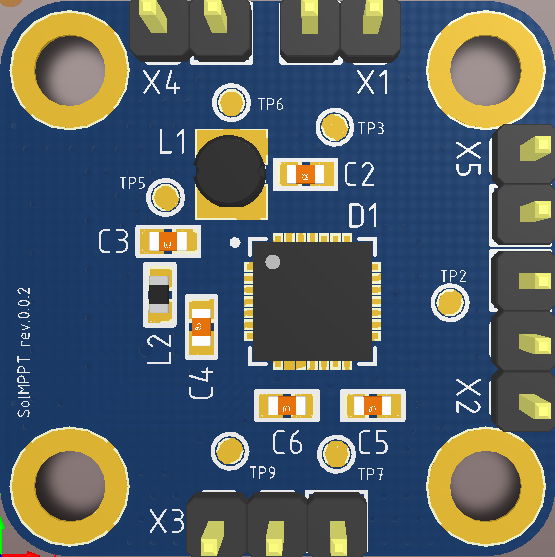 X4
X1
TP6
TP3
L1
X5
C2
TP5
D1
C3
TP2
SolMPPT rev.0.0.2
L2
C4
X2
C6
C5
TP9
TP7
X3